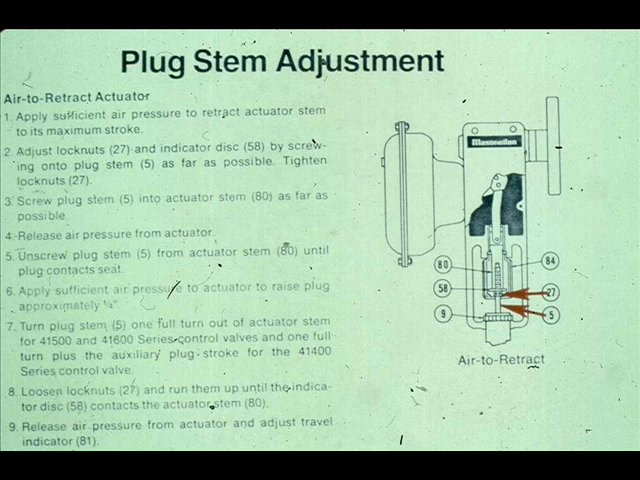 Plug Stem Adjustment
Air-to-Retract Actuator
1. Apply sufficient air pressure to retract actuator stem
to its maximum stroke.
2. Adjust locknuts (27) and indicator disc (58) by screw-
ing onto plug stem (5) as far as possible. Tighten
locknuts (27).
3. Screw plug stem (5) into actuator stem (80) as far as
possible.
4. Release air pressure from actuator.
5. Unscrew plug stem (5) from actuator stem (80) until
plug contacts seat.
6. Apply sufficient air pressure to actuator to raise plug
approximately ¼".
7. Turn plug stem (5) one full turn out of actuator stem
for 41500 and 41600 Series control valves and one full
turn plus the auxiliary plug stroke for the 41400
Series control valve.
8. Loosen locknuts (27) and run them up until the indica-
tor disc (58) contacts the actuator stem (80).
9. Release air pressure from actuator and adjust travel
indicator (81).
Masoneilan
80
84
58
27
9
5
Air-to-Retract